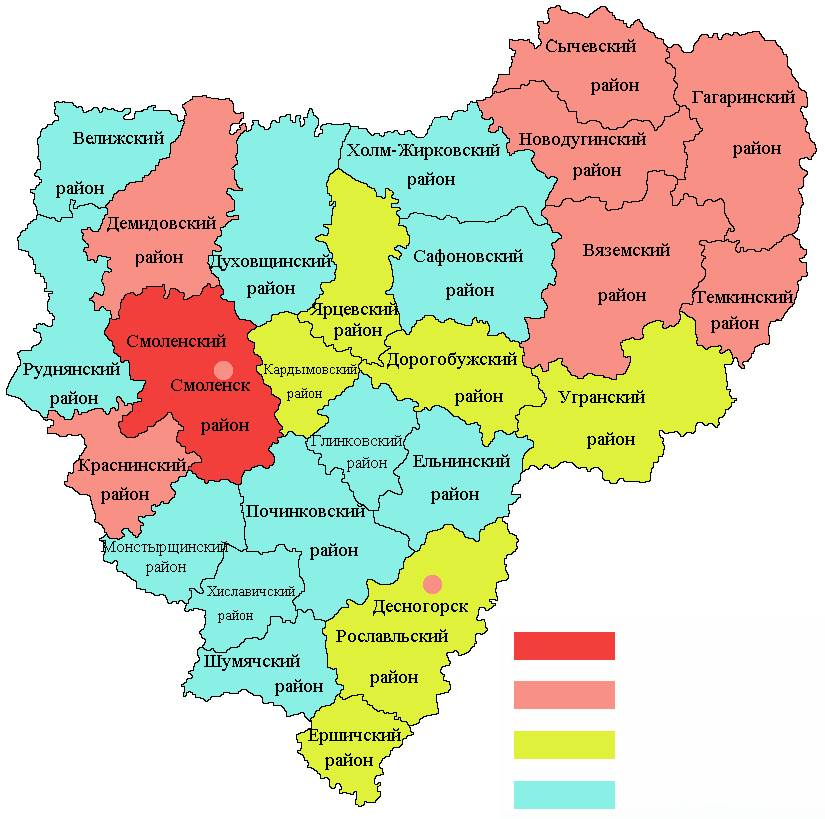 Сычевский
район
Гагаринский
район
Новодугинский
район
Велижский
район
Холм-Жирковский
район
Демидовский
район
Духовщинский
район
Сафоновский
район
Вяземский
район
Темкинский
район
Ярцевский
район
Смоленский
Смоленск
район
Руднянский
район
Кардымовский
район
Дорогобужский
район
Угранский
район
Глинковский
район
Ельнинский
район
Краснинский
район
Починковский
район
Монстырщинский
район
Хиславичский
район
Десногорск
Рославльский
район
Шумячский
район
Ершичский
район